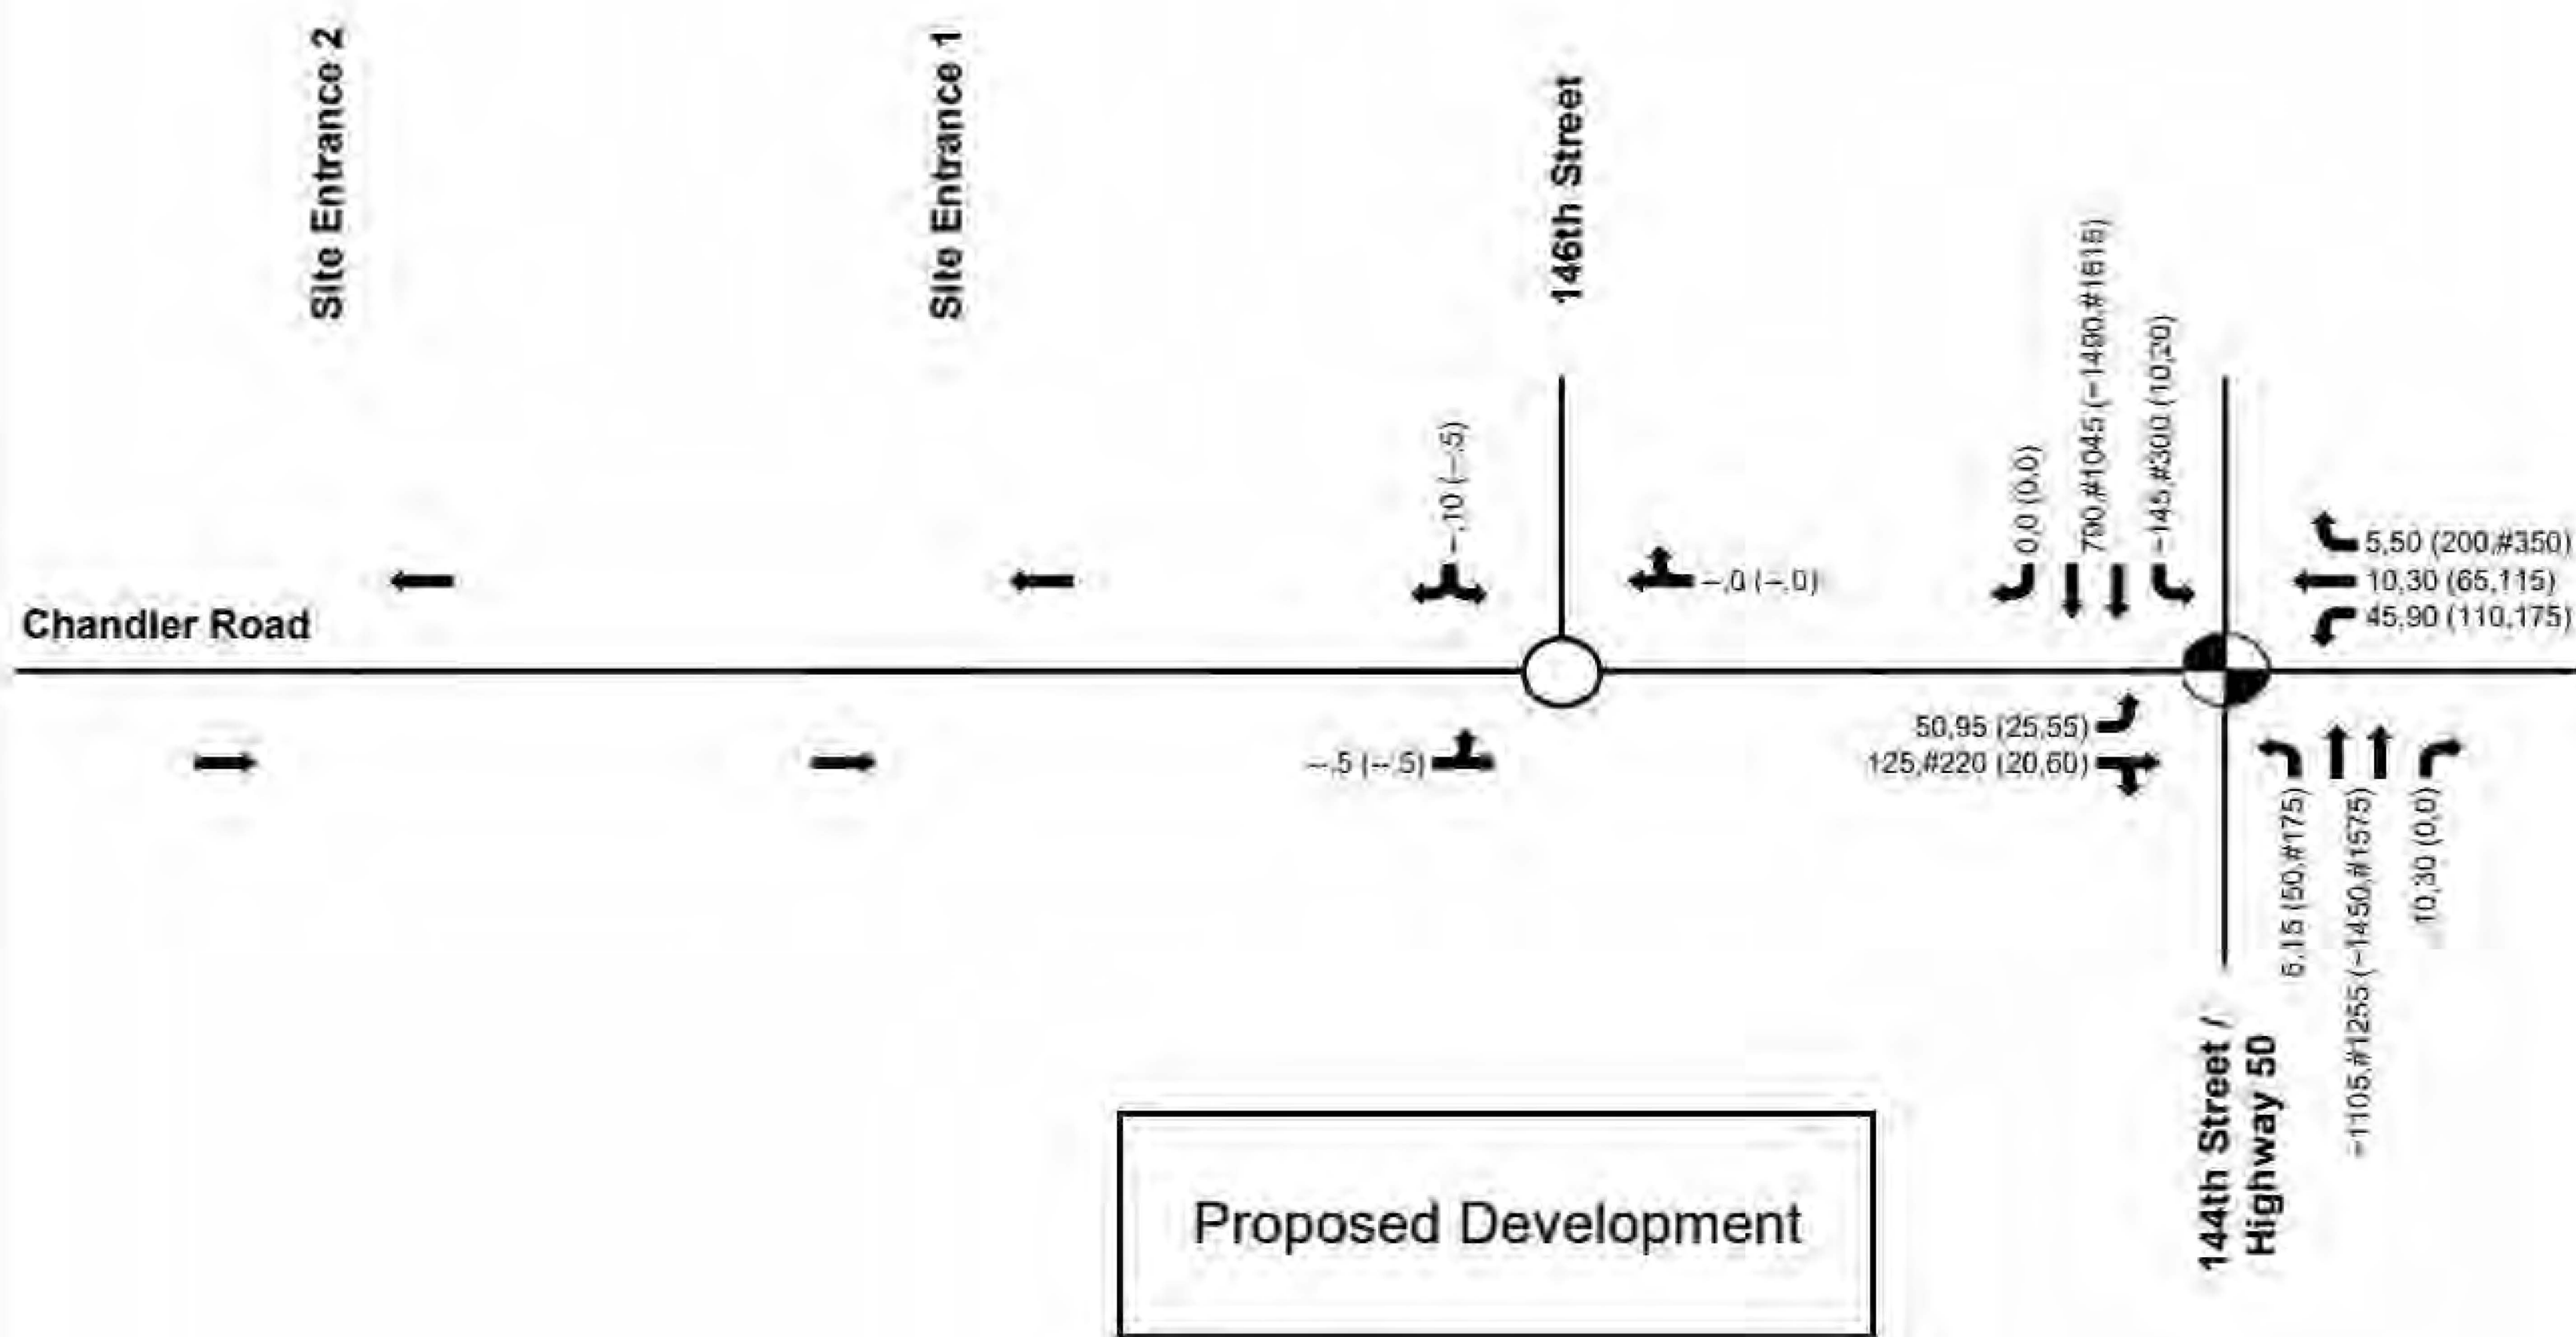 Site Entrance 2
Site Entrance 1
146th Street
~,10 (~,5)
~,0 (~,0)
0,0 (0,0)
790,#1045 (~1490,#1615)
~145,#300 (10,20)
5,50 (200,#350)
10,30 (65,115)
45,90 (110,175)
Chandler Road
~,5 (~,5)
50,95 (25,55)
125,#220 (20,60)
5,15 (50,#175)
~1105,#1255 (~1450,#1575)
10,30 (0,0)
144th Street /
Highway 50
Proposed Development